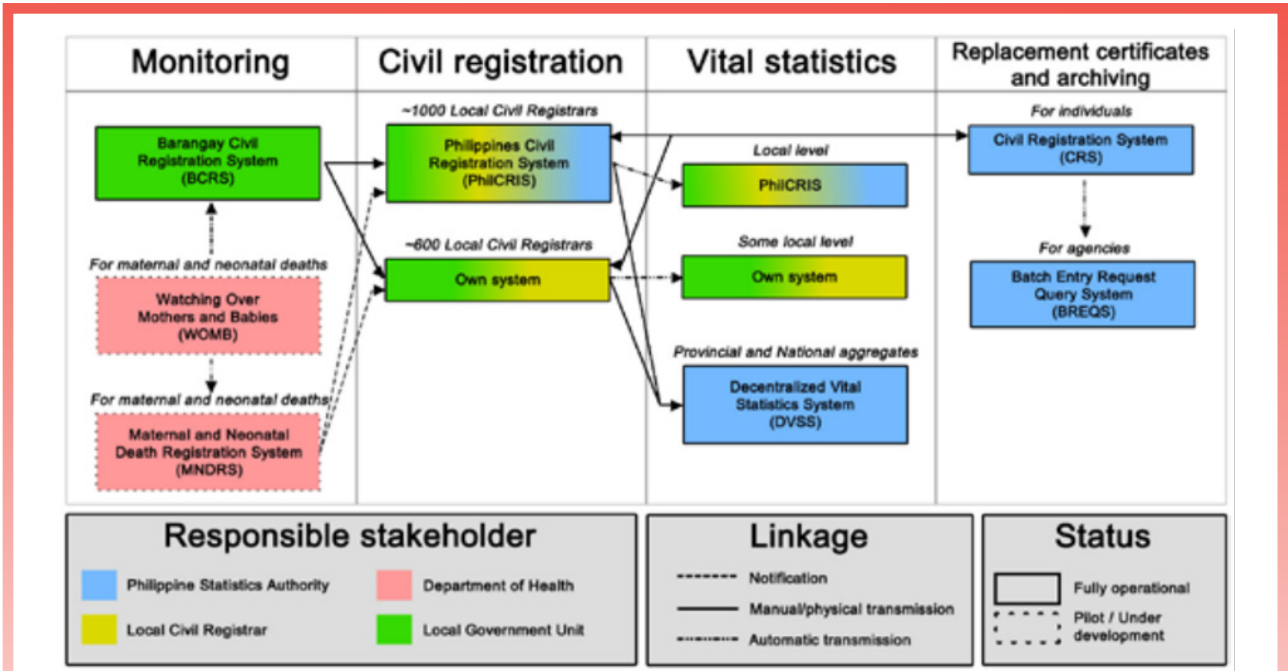 Monitoring
Civil registration
Vital statistics
Replacement certificates
and archiving
Barangay Civil
Registration System
(BCRS)
For maternal and neonatal deaths
Watching Over
Mothers and Babies
(WOMB)
For maternal and neonatal deaths
Maternal and Neonatal
Death Registration System
(MNDRS)
~1000 Local Civil Registrars
Philippines Civil
Registration System
(PhilCRIS)
~600 Local Civil Registrars
Own system
Local level
PhilCRIS
Some local level
Own system
Provincial and National aggregates
Decentralized Vital
Statistics System
(DVSS)
For individuals
Civil Registration System
(CRS)
For agencies
Batch Entry Request
Query System
(BREQS)
Responsible stakeholder
Philippine Statistics Authority
Department of Health
Local Civil Registrar
Local Government Unit
Linkage
Notification
Manual/physical transmission
Automatic transmission
Status
Fully operational
Pilot / Under
development